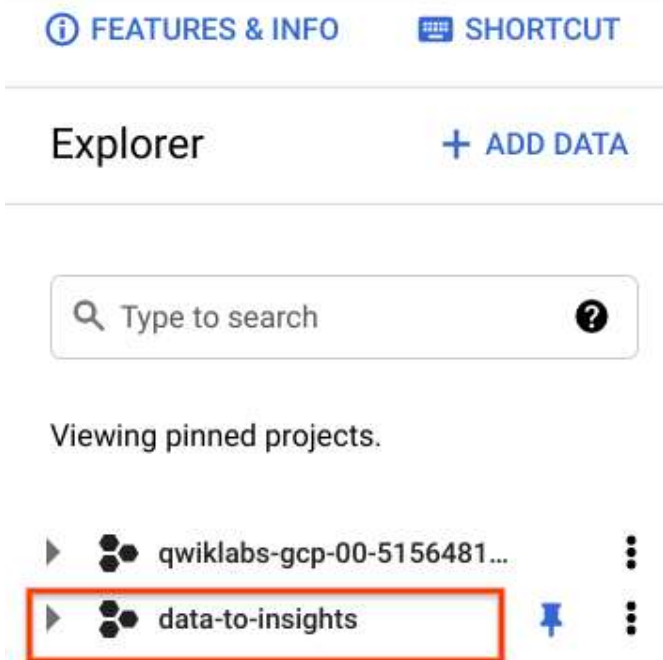 FEATURES & INFO SHORTCUT
Explorer + ADD DATA
Type to search
Viewing pinned projects.
qwiklabs-gcp-00-5156481...
data-to-insights